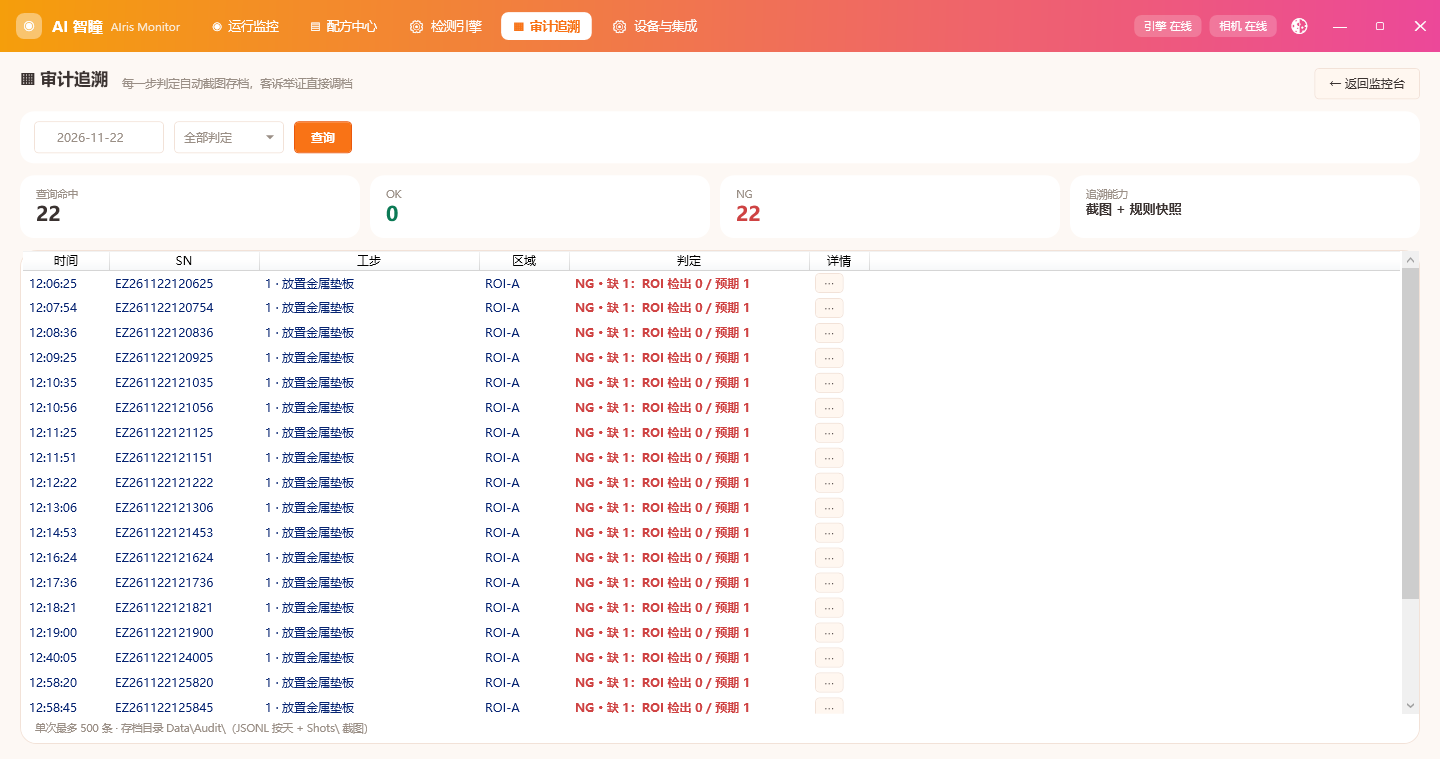 AI 智瞳 AIris Monitor 运行监控 配方中心 检测引擎 审计追溯 设备与集成 引擎 在线 相机 在线
审计追溯 每一步判定自动截图存档，客诉举证直接调档 ← 返回监控台
2026-11-22 全部判定 查询
查询命中 OK NG 追溯能力
22 0 22 截图 + 规则快照
时间 SN 工步 区域 判定 详情
12:06:25 EZ261122120625 1 · 放置金属垫板 ROI-A NG • 缺 1：ROI 检出 0 / 预期 1 ...
12:07:54 EZ261122120754 1 · 放置金属垫板 ROI-A NG • 缺 1：ROI 检出 0 / 预期 1 ...
12:08:36 EZ261122120836 1 · 放置金属垫板 ROI-A NG • 缺 1：ROI 检出 0 / 预期 1 ...
12:09:25 EZ261122120925 1 · 放置金属垫板 ROI-A NG • 缺 1：ROI 检出 0 / 预期 1 ...
12:10:35 EZ261122121035 1 · 放置金属垫板 ROI-A NG • 缺 1：ROI 检出 0 / 预期 1 ...
12:10:56 EZ261122121056 1 · 放置金属垫板 ROI-A NG • 缺 1：ROI 检出 0 / 预期 1 ...
12:11:25 EZ261122121125 1 · 放置金属垫板 ROI-A NG • 缺 1：ROI 检出 0 / 预期 1 ...
12:11:51 EZ261122121151 1 · 放置金属垫板 ROI-A NG • 缺 1：ROI 检出 0 / 预期 1 ...
12:12:22 EZ261122121222 1 · 放置金属垫板 ROI-A NG • 缺 1：ROI 检出 0 / 预期 1 ...
12:13:06 EZ261122121306 1 · 放置金属垫板 ROI-A NG • 缺 1：ROI 检出 0 / 预期 1 ...
12:14:53 EZ261122121453 1 · 放置金属垫板 ROI-A NG • 缺 1：ROI 检出 0 / 预期 1 ...
12:16:24 EZ261122121624 1 · 放置金属垫板 ROI-A NG • 缺 1：ROI 检出 0 / 预期 1 ...
12:17:36 EZ261122121736 1 · 放置金属垫板 ROI-A NG • 缺 1：ROI 检出 0 / 预期 1 ...
12:18:21 EZ261122121821 1 · 放置金属垫板 ROI-A NG • 缺 1：ROI 检出 0 / 预期 1 ...
12:19:00 EZ261122121900 1 · 放置金属垫板 ROI-A NG • 缺 1：ROI 检出 0 / 预期 1 ...
12:40:05 EZ261122124005 1 · 放置金属垫板 ROI-A NG • 缺 1：ROI 检出 0 / 预期 1 ...
12:58:20 EZ261122125820 1 · 放置金属垫板 ROI-A NG • 缺 1：ROI 检出 0 / 预期 1 ...
12:58:45 EZ261122125845 1 · 放置金属垫板 ROI-A NG • 缺 1：ROI 检出 0 / 预期 1 ...
单次最多 500 条 · 存档目录 Data\Audit\（JSONL 按天 + Shots\ 截图）